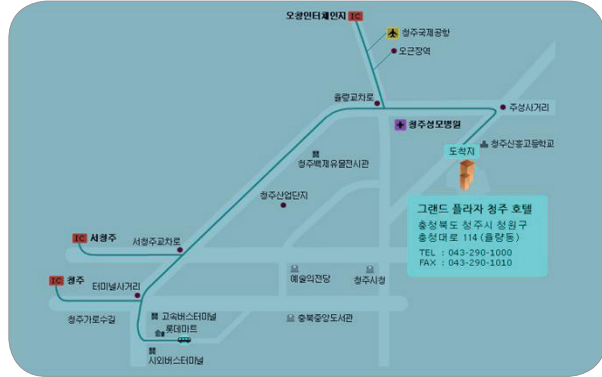 오창인터체인지 IC
청주국제공항
오근장역
율량교차로
주성사거리
청주성모병원
도착지
청주신흥고등학교
청주백제유물전시관
청주산업단지
그랜드 플라자 청주 호텔
충청북도 청주시 청원구
충청대로 114 (율량동)
TEL : 043-290-1000
FAX : 043-290-1010
IC 서청주
서청주교차로
IC 청주
터미널사거리
예술의전당
청주시청
청주가로수길
고속버스터미널
롯데마트
충북중앙도서관
시외버스터미널